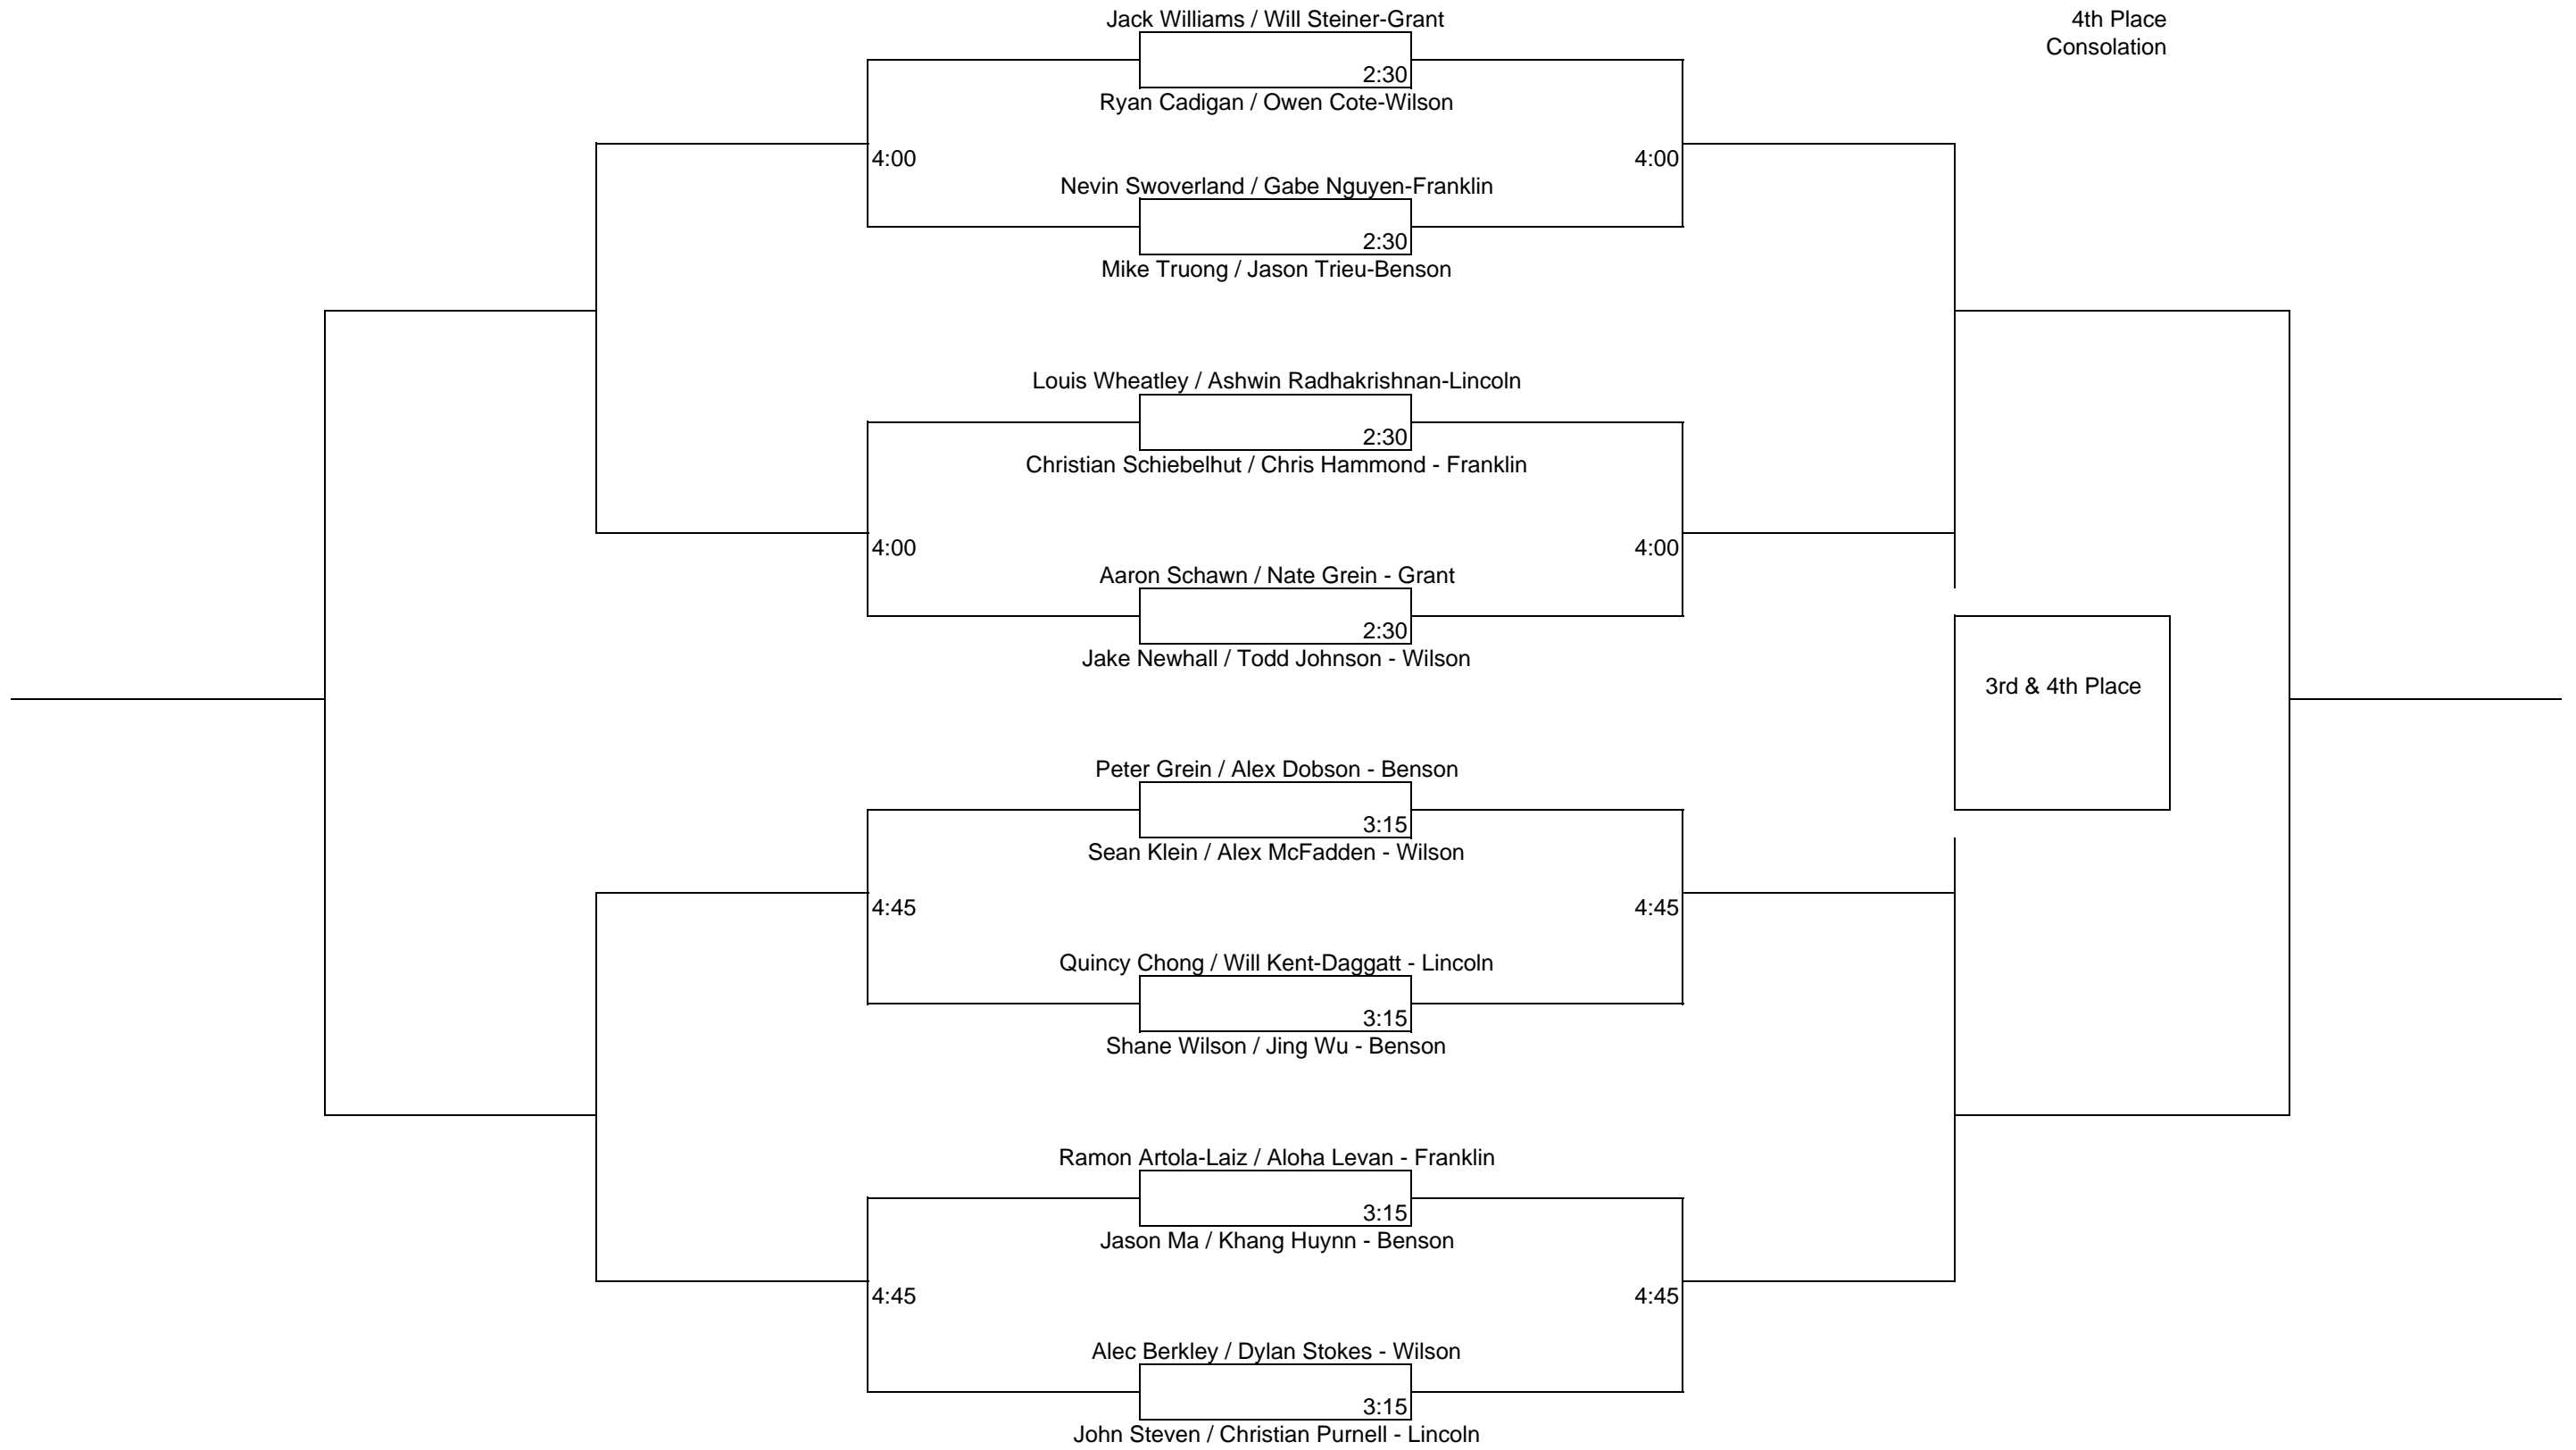 Jack Williams / Will Steiner-Grant
4th Place
Consolation
2:30
Ryan Cadigan / Owen Cote-Wilson
4:00
4:00
Nevin Swoverland / Gabe Nguyen-Franklin
2:30
Mike Truong / Jason Trieu-Benson
Louis Wheatley / Ashwin Radhakrishnan-Lincoln
2:30
Christian Schiebelhut / Chris Hammond - Franklin
4:00
4:00
Aaron Schawn / Nate Grein - Grant
2:30
Jake Newhall / Todd Johnson - Wilson
3rd & 4th Place
Peter Grein / Alex Dobson - Benson
3:15
Sean Klein / Alex McFadden - Wilson
4:45
4:45
Quincy Chong / Will Kent-Daggatt - Lincoln
3:15
Shane Wilson / Jing Wu - Benson
Ramon Artola-Laiz / Aloha Levan - Franklin
3:15
Jason Ma / Khang Huynn - Benson
4:45
4:45
Alec Berkley / Dylan Stokes - Wilson
3:15
John Steven / Christian Purnell - Lincoln